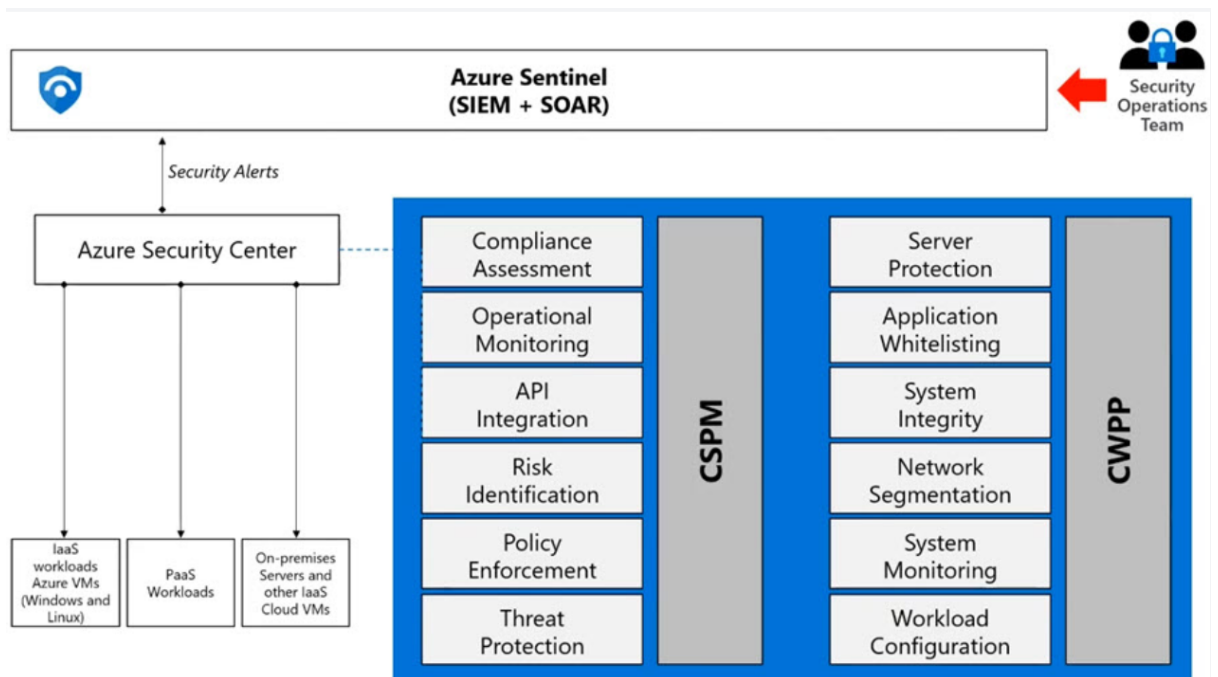 Azure Sentinel
(SIEM + SOAR)
Security
Operations
Team
Security Alerts
Azure Security Center
IaaS
workloads
Azure VMs
(Windows and
Linux)
PaaS
Workloads
On-premises
Servers and
other IaaS
Cloud VMs
Compliance
Assessment
Operational
Monitoring
API
Integration
Risk
Identification
Policy
Enforcement
Threat
Protection
CSPM
Server
Protection
Application
Whitelisting
System
Integrity
Network
Segmentation
System
Monitoring
Workload
Configuration
CWPP